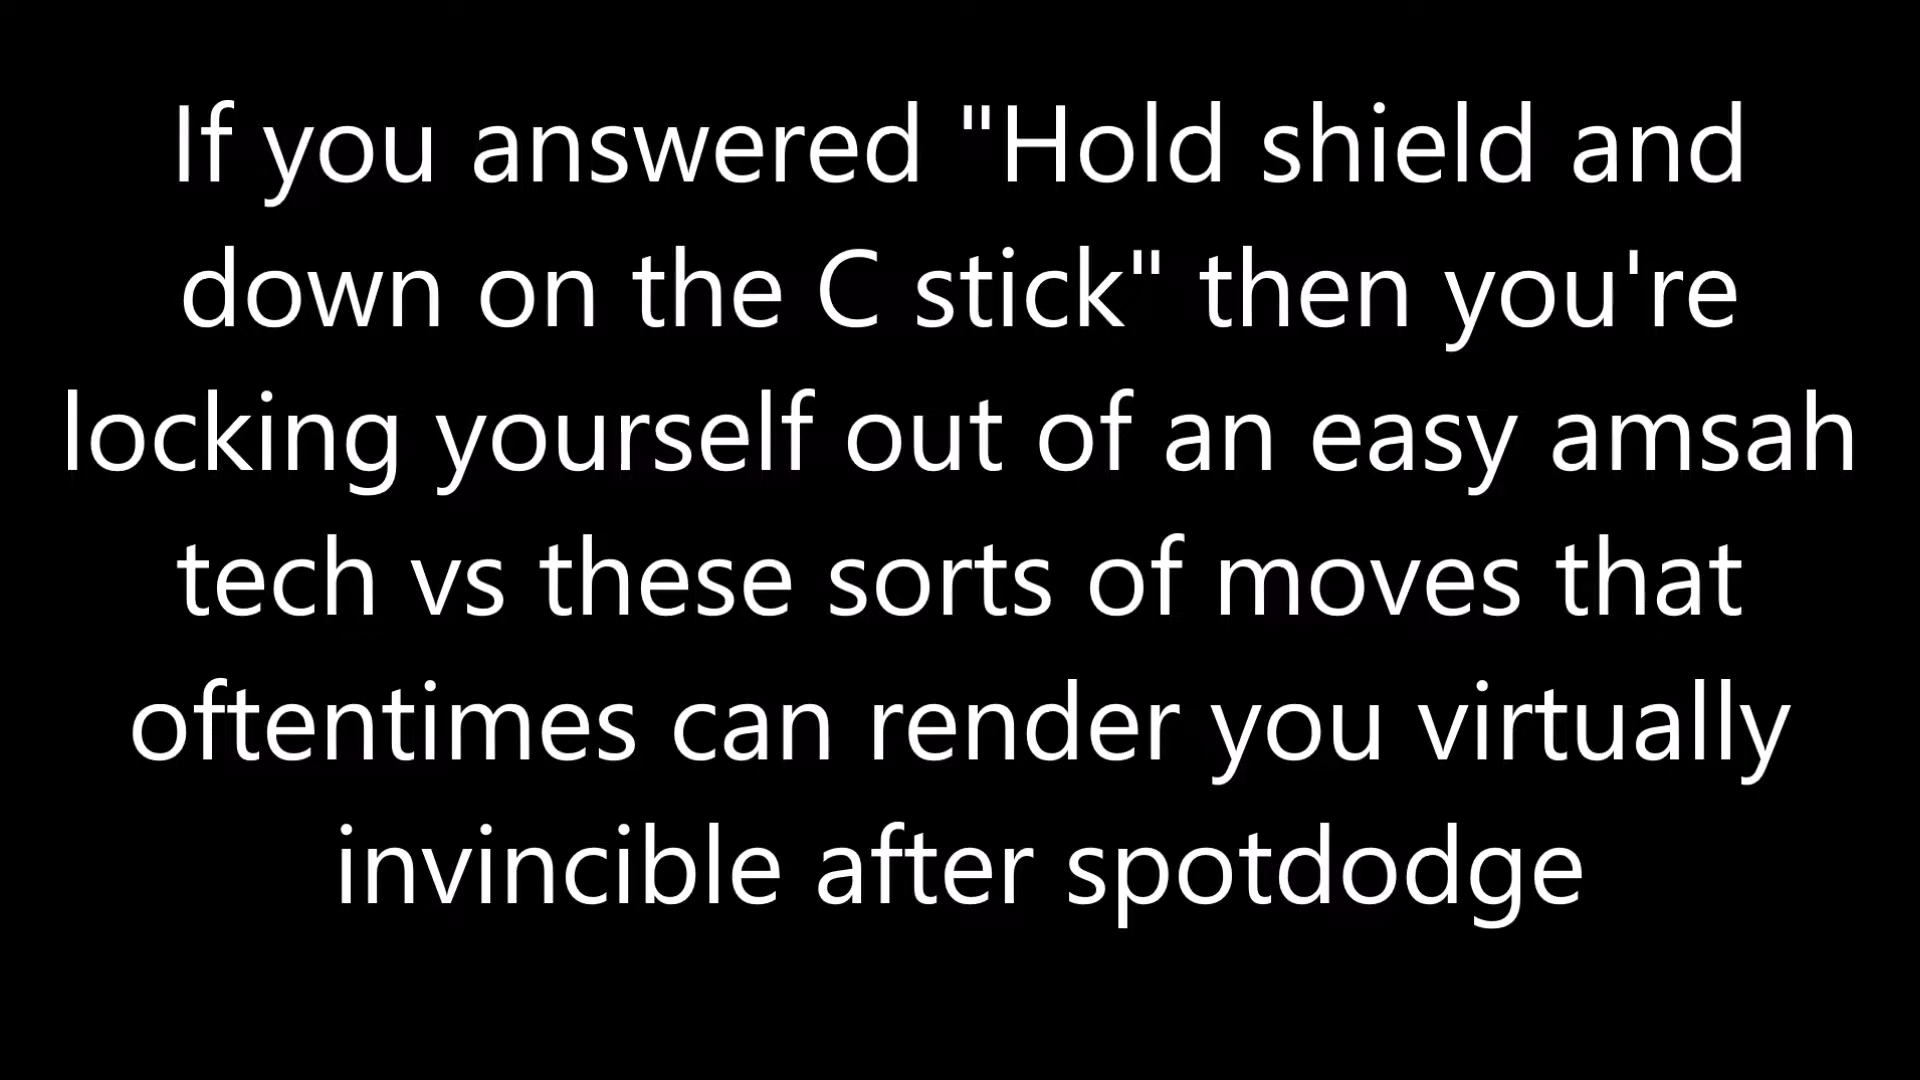 If you answered "Hold shield and
down on the C stick" then you're
locking yourself out of an easy amsah
tech vs these sorts of moves that
oftentimes can render you virtually
invincible after spotdodge